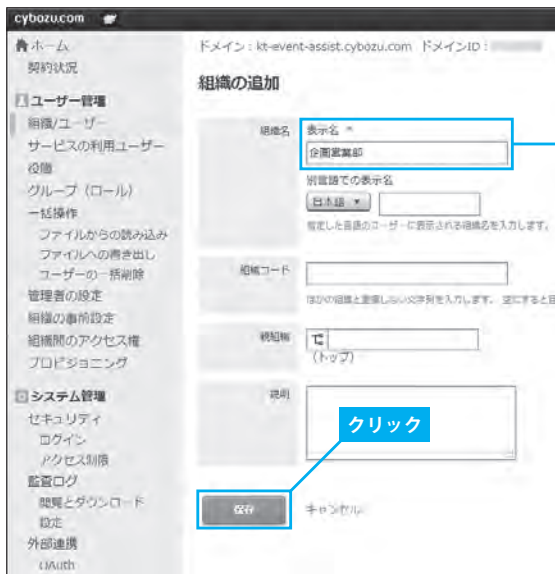 cybozu.com
ホーム
契約状況
ユーザー管理
組織/ユーザー
サービスの利用ユーザー
役職
グループ（ロール）
一括操作
ファイルからの読み込み
ファイルへの書き出し
ユーザーの一括削除
管理者の設定
組織の事前設定
組織間のアクセス権
プロビジョニング
システム管理
セキュリティ
ログイン
アクセス制限
監査ログ
閲覧とダウンロード
設定
外部連携
OAuth
ドメイン：kt-event-assist.cybozu.com ドメインID：
組織の追加
組織名
表示名 *
企画営業部
別言語での表示名
日本語
指定した言語のユーザーに表示される組織名を入力します。
組織コード
ほかの組織と重複しない文字列を入力します。 空にすると自
親組織
（トップ）
説明
クリック
保存
キャンセル